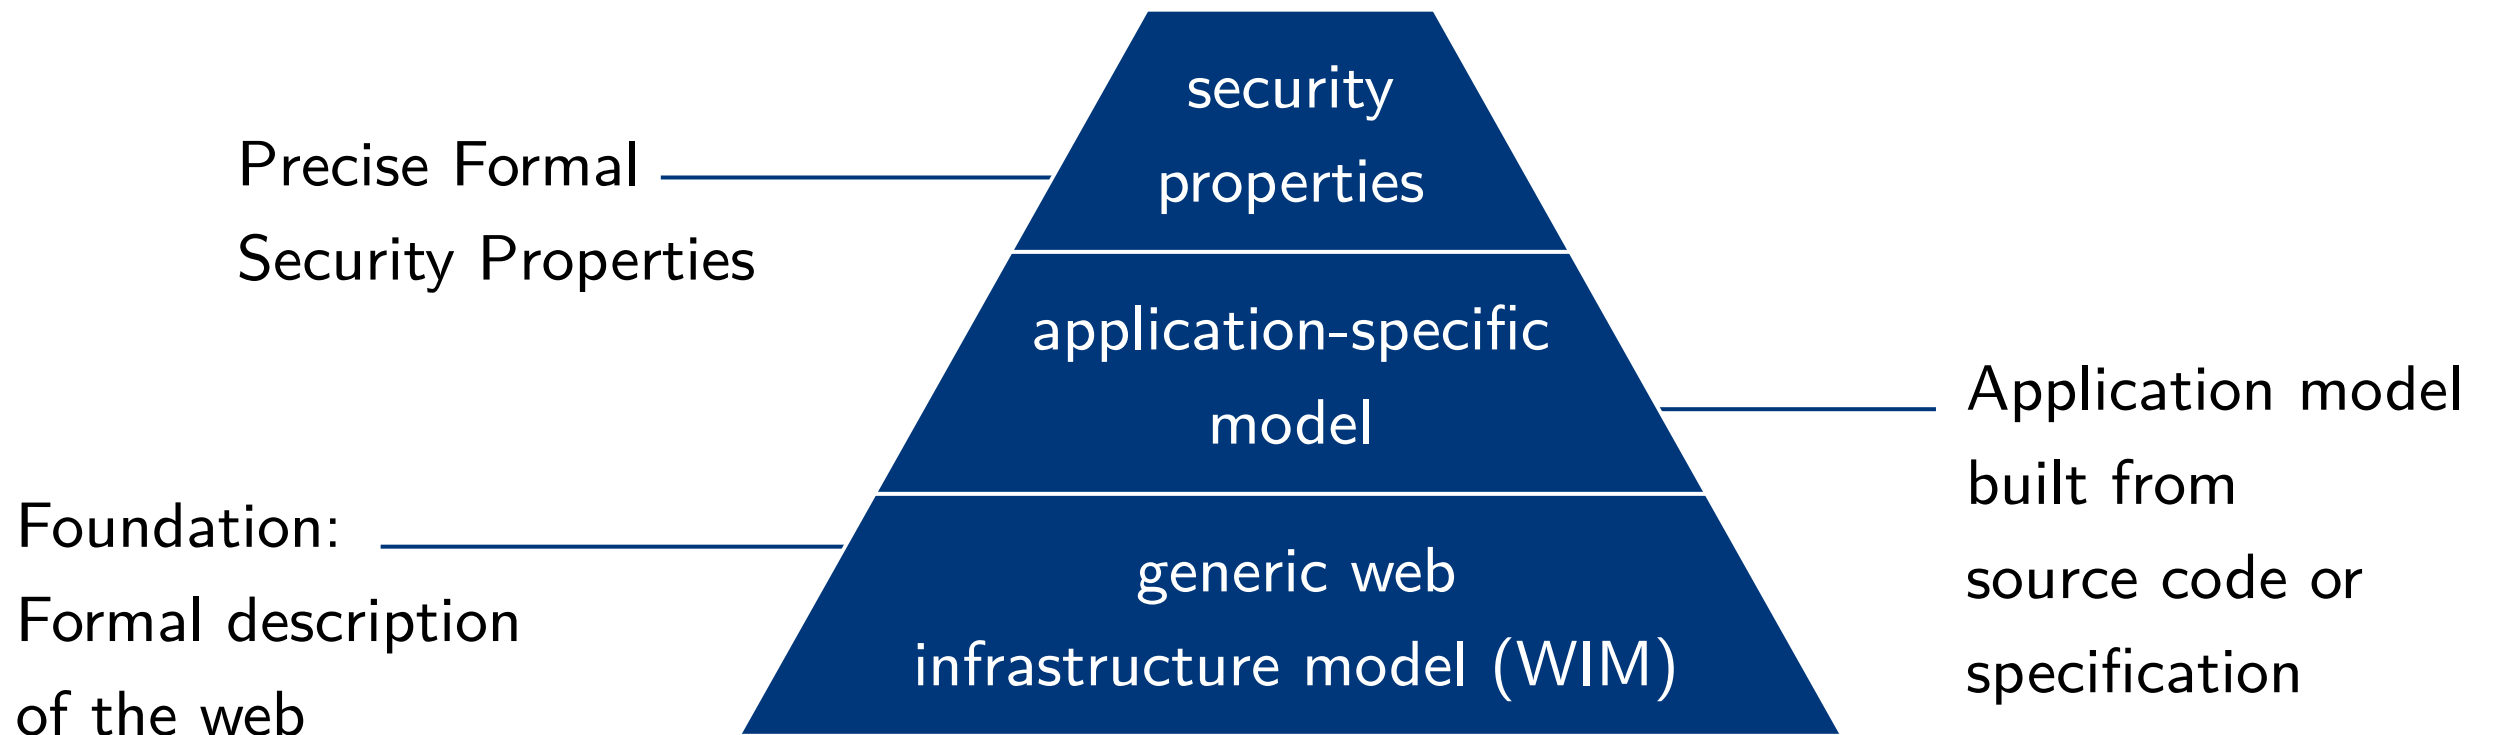 security
properties
Precise Formal
Security Properties
application-specific
model
Application model
built from
source code or
specification
generic web
infrastructure model (WIM)
Foundation:
Formal description
of the web